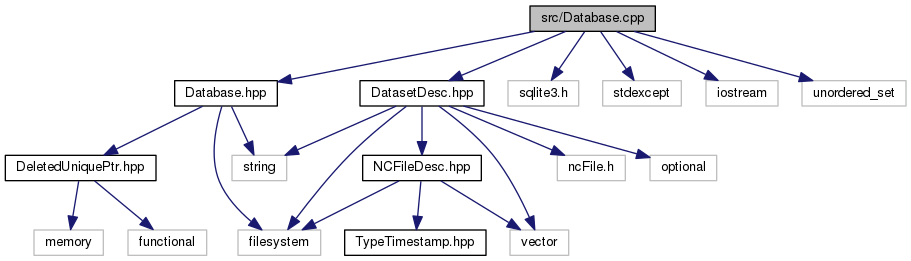 src/Database.cpp
Database.hpp
DatasetDesc.hpp
sqlite3.h
stdexcept
iostream
unordered_set
DeletedUniquePtr.hpp
string
NCFileDesc.hpp
ncFile.h
optional
memory
functional
filesystem
TypeTimestamp.hpp
vector